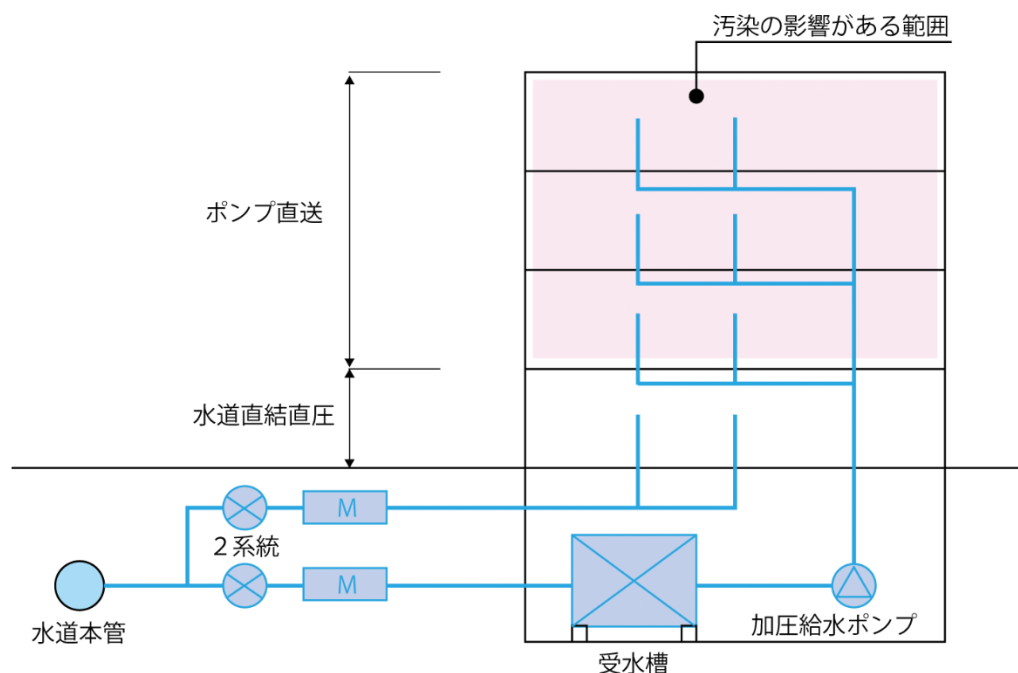 汚染の影響がある範囲
ポンプ直送
水道直結直圧
M
２系統
M
水道本管
加圧給水ポンプ
受水槽